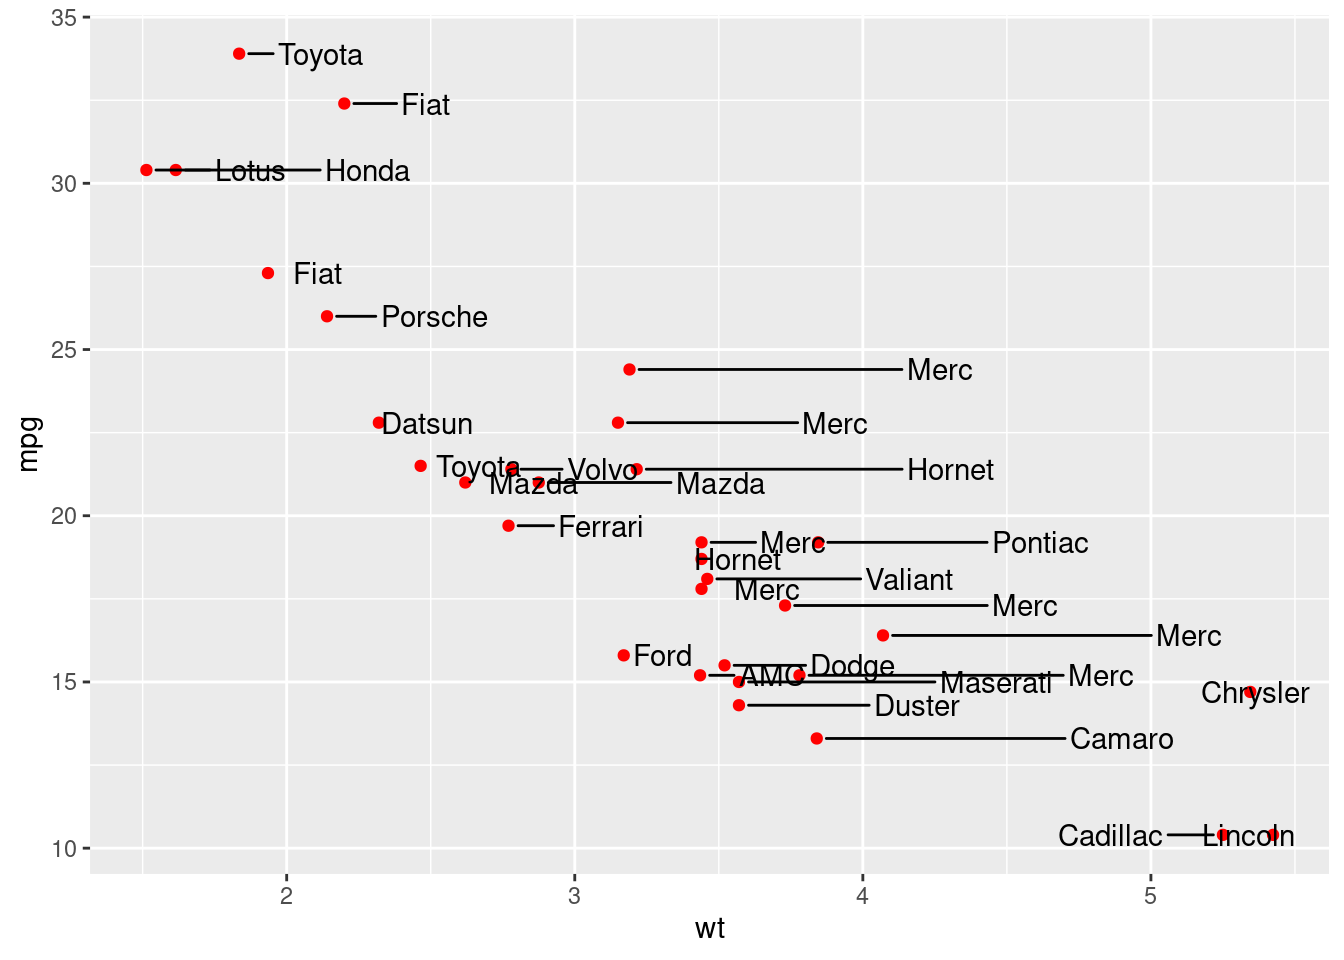 35
Toyota
Fiat
Lotus Honda
30
Fiat
Porsche
25
Merc
Datsun Merc
Toyota Volvo Hornet
Mazda Mazda
20
Ferrari
Merc Pontiac
Hornet
Valiant
Merc
Merc
Merc
Ford
Dodge
AMC Merc
15
Maserati
Chrysler
Duster
Camaro
Cadillac Lincoln
10
2 3 4 5
wt
mpg